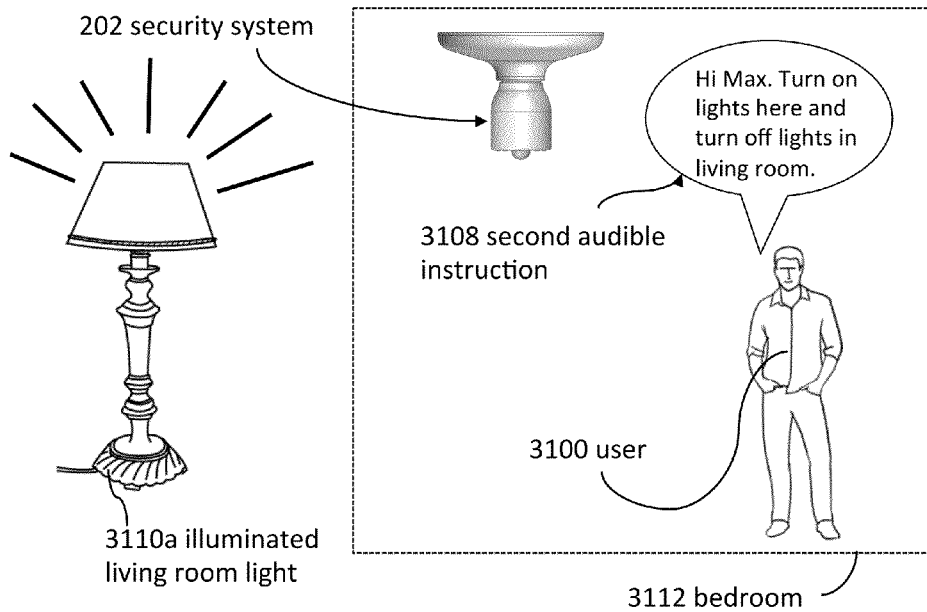 202 security system
Hi Max. Turn on
lights here and
turn off lights in
living room.
3108 second audible
instruction
3100 user
3110a illuminated
living room light
3112 bedroom